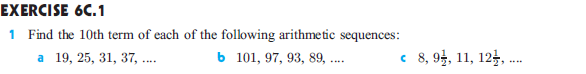 EXERCISE 6C.1
1 Find the 10th term of each of the following arithmetic sequences:
a 19, 25, 31, 37, .... b 101, 97, 93, 89, .... c 8, 9½, 11, 12½, ....